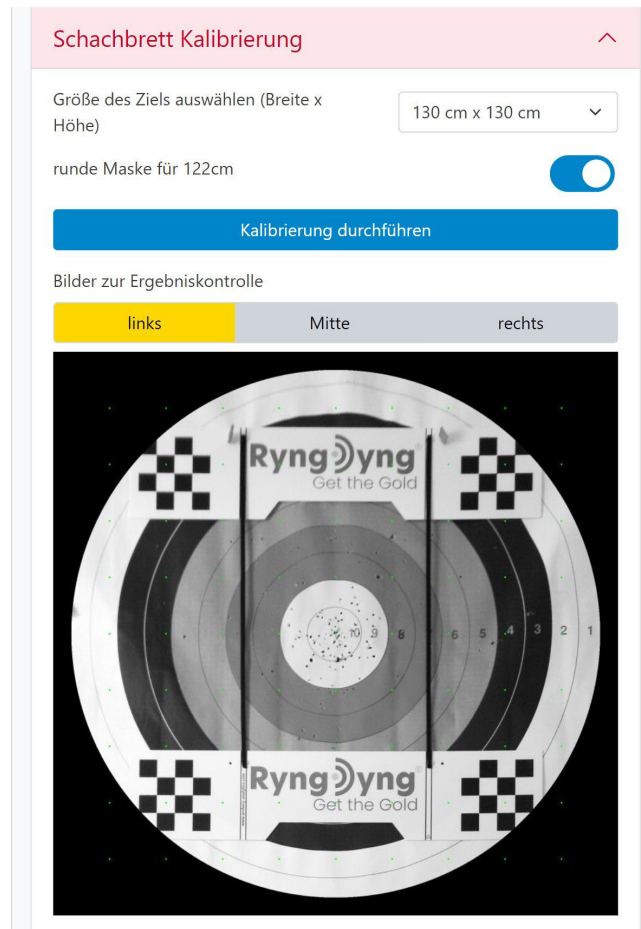 Schachbrett Kalibrierung
Größe des Ziels auswählen (Breite x
Höhe)
130 cm x 130 cm
runde Maske für 122cm
Kalibrierung durchführen
Bilder zur Ergebniskontrolle
links Mitte rechts
RyngDyng
Get the Gold
10 9 8 6 5 4 3 2 1
RyngDyng
Get the Gold